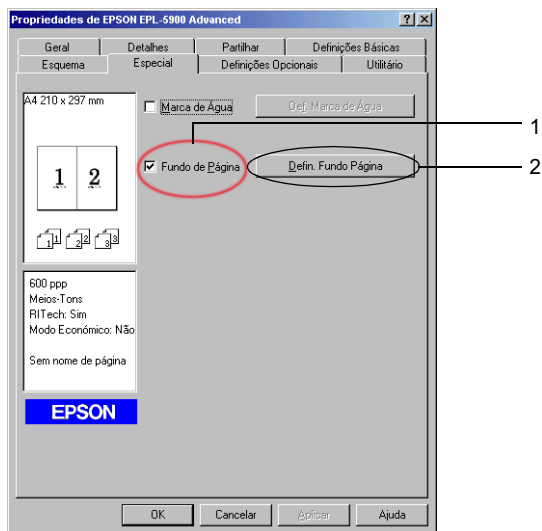 Propriedades de EPSON EPL-5900 Advanced
Geral Detalhes Partilhar Definições Básicas
Esquema Especial Definições Opcionais Utilitário
A4 210 x 297 mm
Marca de Água
Def. Marca de Água
1
Fundo de Página
Defin. Fundo Página
2
1 2
1 1 2 2 3 3
600 ppp
Meios-Tons
RITech: Sim
Modo Económico: Não
Sem nome de página
EPSON
OK Cancelar Aplicar Ajuda